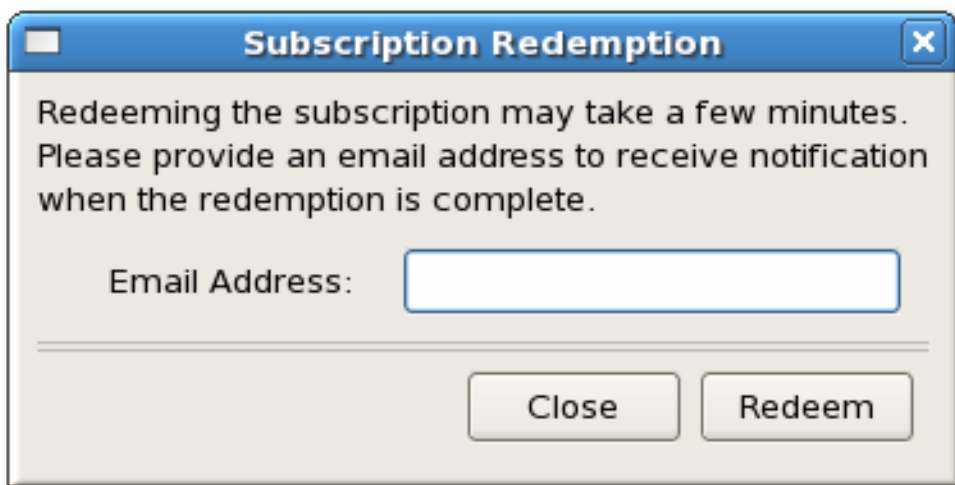 Subscription Redemption
Redeeming the subscription may take a few minutes.
Please provide an email address to receive notification
when the redemption is complete.
Email Address:
Close Redeem